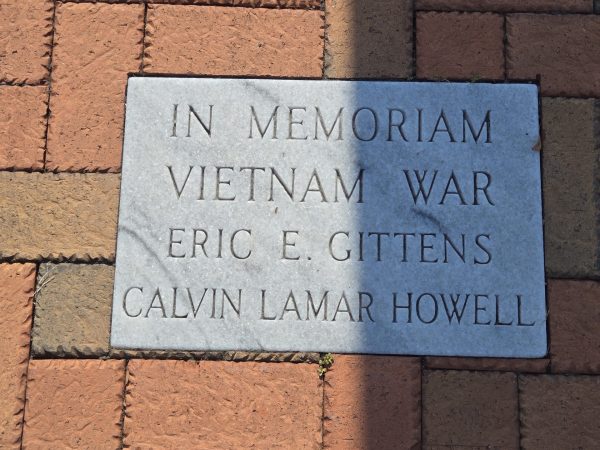 IN MEMORIAM
VIETNAM WAR
ERIC E. GITTENS
CALVIN LAMAR HOWELL